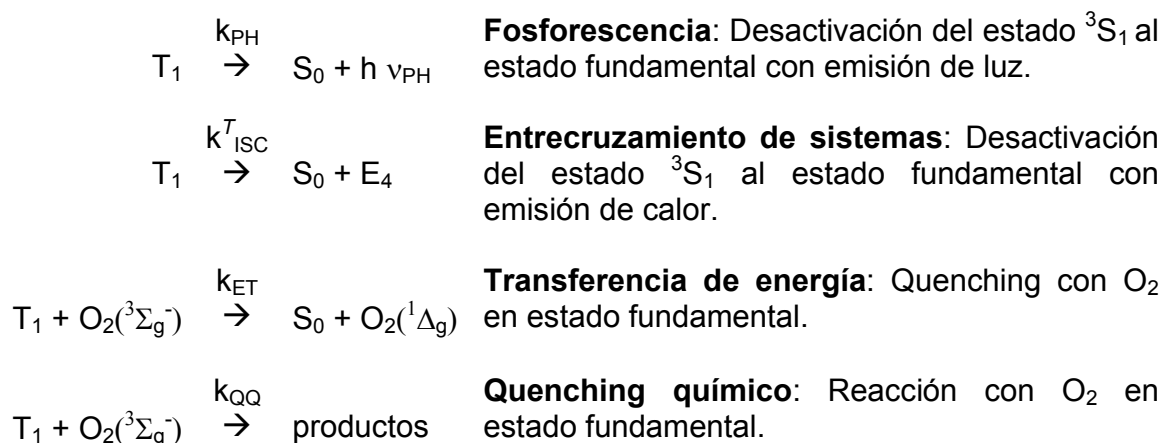 k_PH
T₁ → S₀ + h ν_PH
Fosforescencia: Desactivación del estado ³S₁ al
estado fundamental con emisión de luz.
k^T_ISC
T₁ → S₀ + E₄
Entrecruzamiento de sistemas: Desactivación
del estado ³S₁ al estado fundamental con
emisión de calor.
k_ET
T₁ + O₂(³Σg⁻) → S₀ + O₂(¹Δg)
Transferencia de energía: Quenching con O₂
en estado fundamental.
k_QQ
T₁ + O₂(³Σg⁻) → productos
Quenching químico: Reacción con O₂ en
estado fundamental.